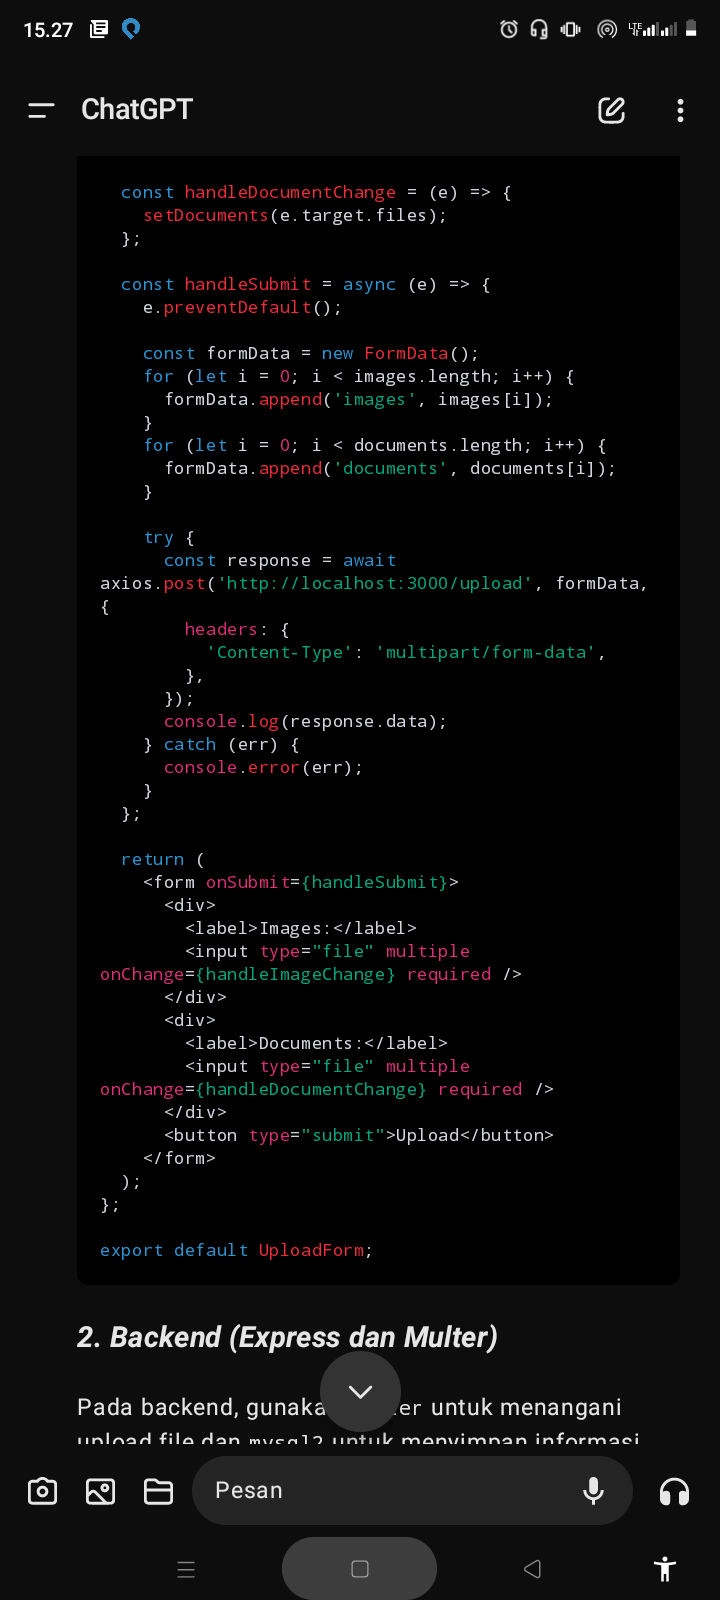 15.27
LTE
ChatGPT
const handleDocumentChange = (e) => {
setDocuments(e.target.files);
};
const handleSubmit = async (e) => {
e.preventDefault();
const formData = new FormData();
for (let i = 0; i < images.length; i++) {
formData.append('images', images[i]);
}
for (let i = 0; i < documents.length; i++) {
formData.append('documents', documents[i]);
}
try {
const response = await
axios.post('http://localhost:3000/upload', formData,
{
headers: {
'Content-Type': 'multipart/form-data',
},
});
console.log(response.data);
} catch (err) {
console.error(err);
}
};
return (
<form onSubmit={handleSubmit}>
<div>
<label>Images:</label>
<input type="file" multiple
onChange={handleImageChange} required />
</div>
<div>
<label>Documents:</label>
<input type="file" multiple
onChange={handleDocumentChange} required />
</div>
<button type="submit">Upload</button>
</form>
);
};
export default UploadForm;
2. Backend (Express dan Multer)
Pada backend, untuk menangani
upload file dan mysql2 untuk menyimpan informasi
Pesan